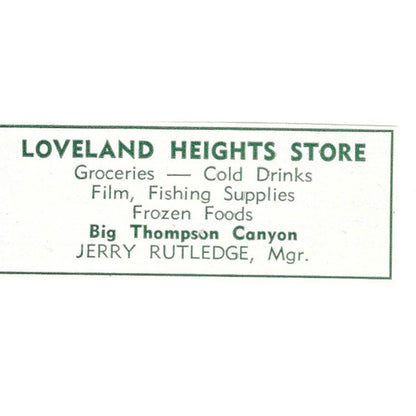 LOVELAND HEIGHTS STORE
Groceries — Cold Drinks
Film, Fishing Supplies
Frozen Foods
Big Thompson Canyon
JERRY RUTLEDGE, Mgr.